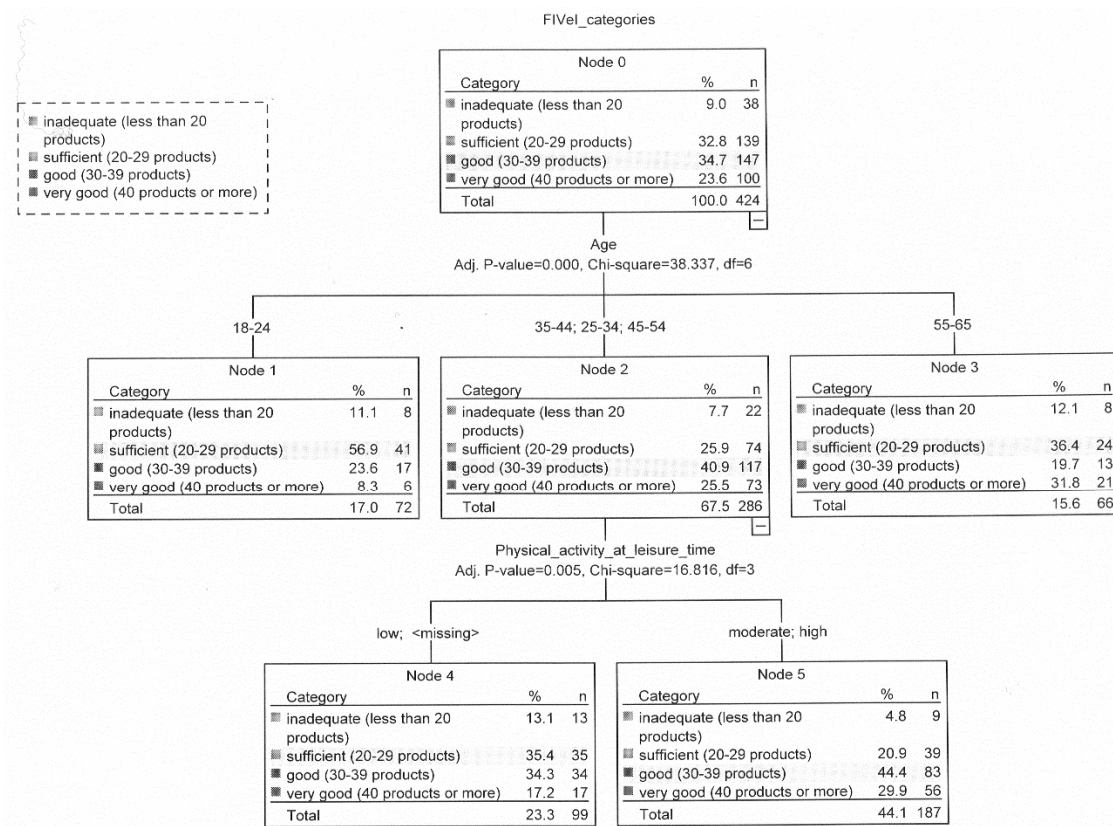 FIVeI_categories
inadequate (less than 20
products)
sufficient (20-29 products)
good (30-39 products)
very good (40 products or more)
Node 0
Category % n
inadequate (less than 20 9.0 38
products)
sufficient (20-29 products) 32.8 139
good (30-39 products) 34.7 147
very good (40 products or more) 23.6 100
Total 100.0 424
Age
Adj. P-value=0.000, Chi-square=38.337, df=6
18-24
35-44; 25-34; 45-54
55-65
Node 1
Category % n
inadequate (less than 20 11.1 8
products)
sufficient (20-29 products) 56.9 41
good (30-39 products) 23.6 17
very good (40 products or more) 8.3 6
Total 17.0 72
Node 2
Category % n
inadequate (less than 20 7.7 22
products)
sufficient (20-29 products) 25.9 74
good (30-39 products) 40.9 117
very good (40 products or more) 25.5 73
Total 67.5 286
Node 3
Category % n
inadequate (less than 20 12.1 8
products)
sufficient (20-29 products) 36.4 24
good (30-39 products) 19.7 13
very good (40 products or more) 31.8 21
Total 15.6 66
Physical_activity_at_leisure_time
Adj. P-value=0.005, Chi-square=16.816, df=3
low; <missing>
moderate; high
Node 4
Category % n
inadequate (less than 20 13.1 13
products)
sufficient (20-29 products) 35.4 35
good (30-39 products) 34.3 34
very good (40 products or more) 17.2 17
Total 23.3 99
Node 5
Category % n
inadequate (less than 20 4.8 9
products)
sufficient (20-29 products) 20.9 39
good (30-39 products) 44.4 83
very good (40 products or more) 29.9 56
Total 44.1 187